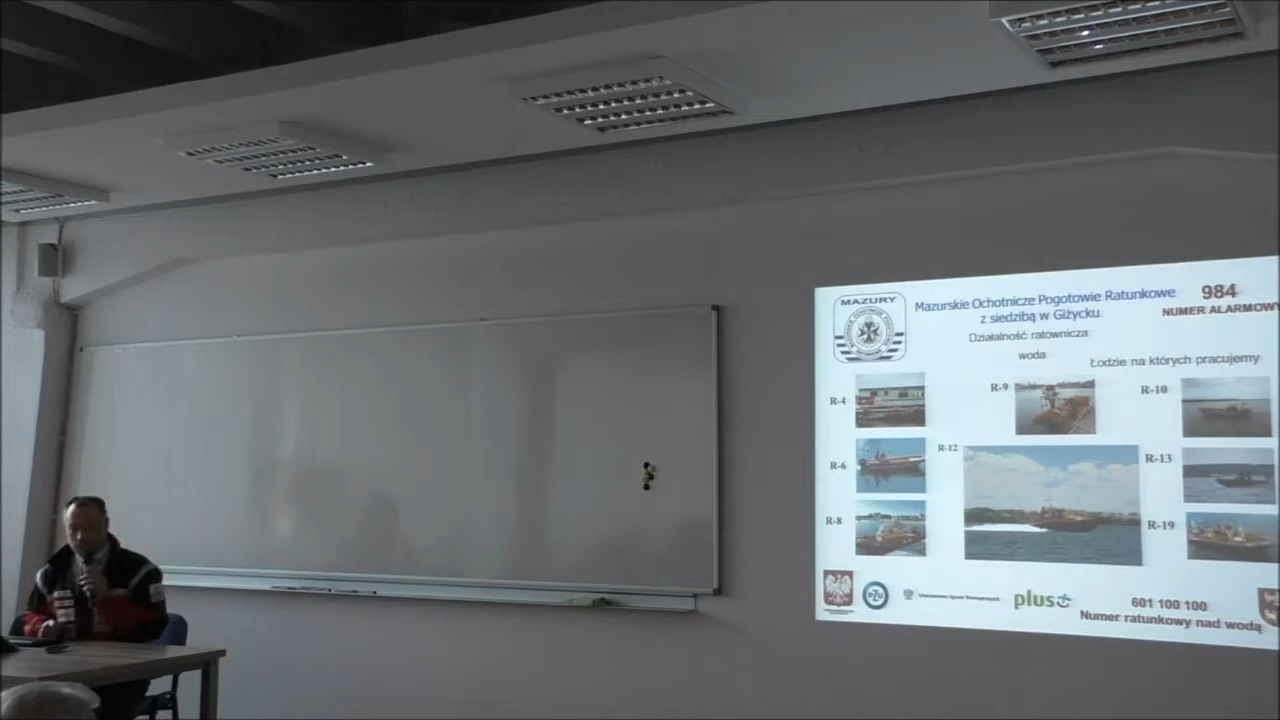 MAZURY
Mazurskie Ochotnicze Pogotowie Ratunkowe
z siedzibą w Giżycku
984
NUMER ALARMOWY
Działalność ratownicza
woda
Łodzie na których pracujemy
R-4
R-9
R-10
R-6
R-12
R-13
R-8
R-19
PZU
plus
601 100 100
Numer ratunkowy nad wodą